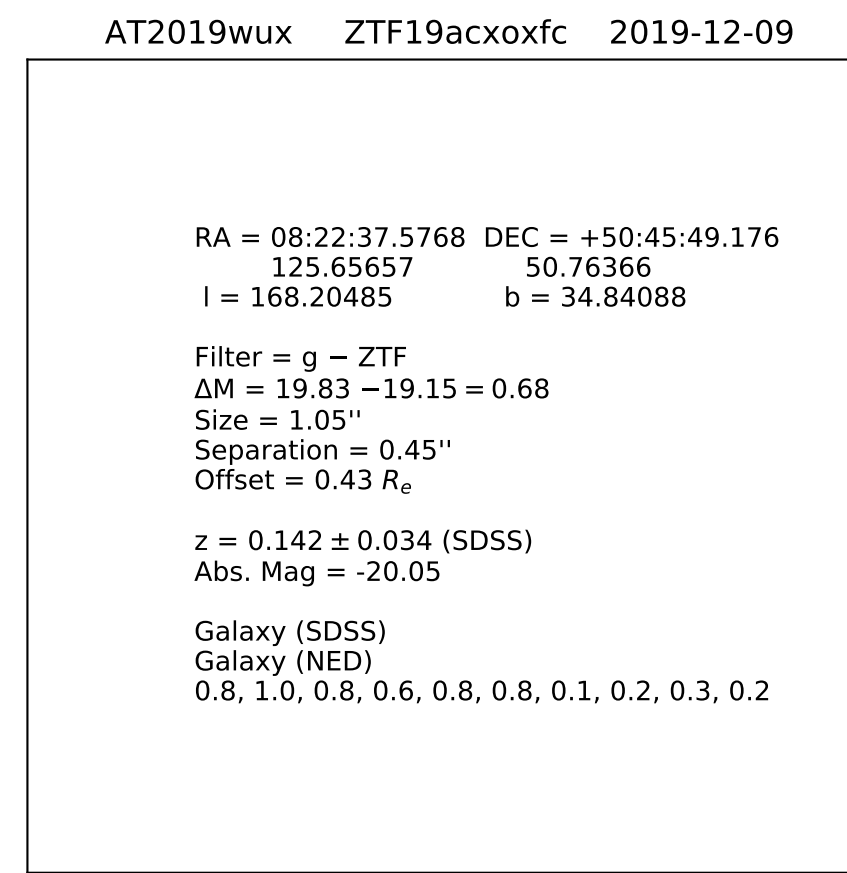 AT2019wux ZTF19acxoxfc 2019-12-09
RA = 08:22:37.5768 DEC = +50:45:49.176
125.65657 50.76366
l = 168.20485 b = 34.84088
Filter = g − ZTF
ΔM = 19.83 −19.15 = 0.68
Size = 1.05''
Separation = 0.45''
Offset = 0.43 Re
z = 0.142 ± 0.034 (SDSS)
Abs. Mag = -20.05
Galaxy (SDSS)
Galaxy (NED)
0.8, 1.0, 0.8, 0.6, 0.8, 0.8, 0.1, 0.2, 0.3, 0.2